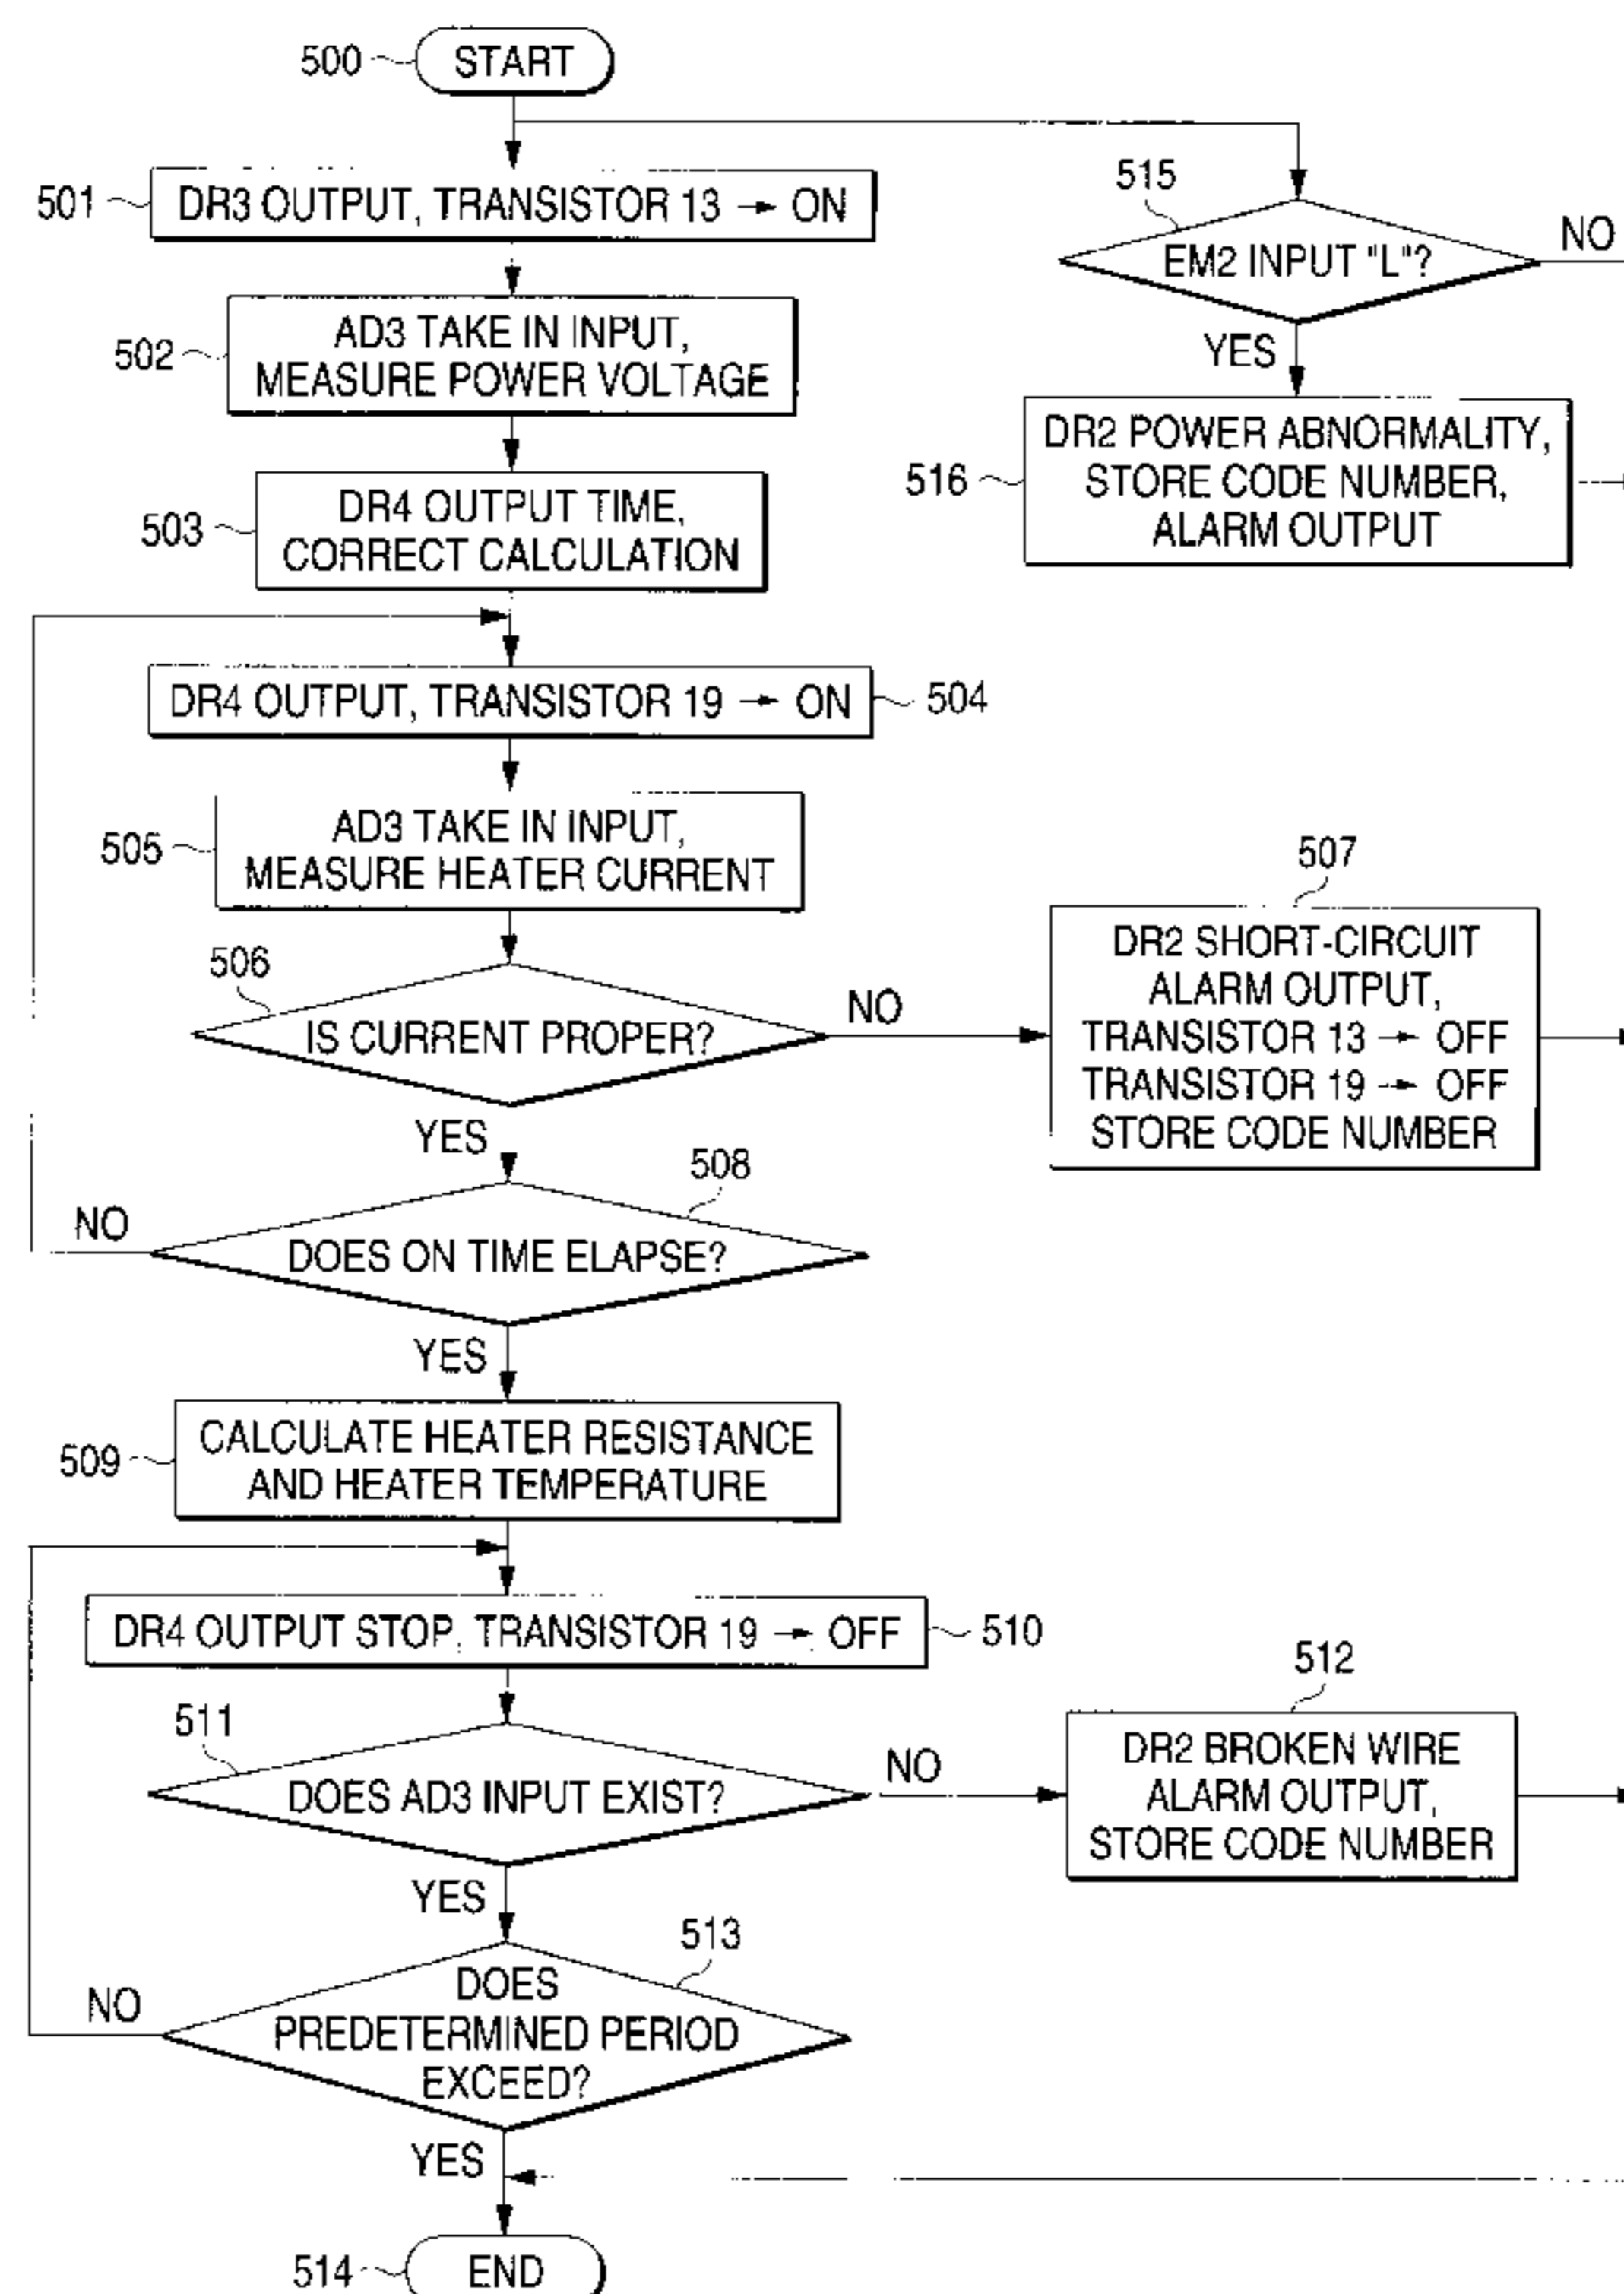 500
START
501
DR3 OUTPUT, TRANSISTOR 13 → ON
515
EM2 INPUT "L"?
NO
YES
502
AD3 TAKE IN INPUT,
MEASURE POWER VOLTAGE
516
DR2 POWER ABNORMALITY,
STORE CODE NUMBER,
ALARM OUTPUT
503
DR4 OUTPUT TIME,
CORRECT CALCULATION
DR4 OUTPUT, TRANSISTOR 19 → ON
504
505
AD3 TAKE IN INPUT,
MEASURE HEATER CURRENT
506
IS CURRENT PROPER?
NO
YES
507
DR2 SHORT-CIRCUIT
ALARM OUTPUT,
TRANSISTOR 13 → OFF
TRANSISTOR 19 → OFF
STORE CODE NUMBER
508
DOES ON TIME ELAPSE?
NO
YES
509
CALCULATE HEATER RESISTANCE
AND HEATER TEMPERATURE
DR4 OUTPUT STOP, TRANSISTOR 19 → OFF
510
511
DOES AD3 INPUT EXIST?
NO
YES
512
DR2 BROKEN WIRE
ALARM OUTPUT,
STORE CODE NUMBER
513
DOES
PREDETERMINED PERIOD
EXCEED?
NO
YES
514
END